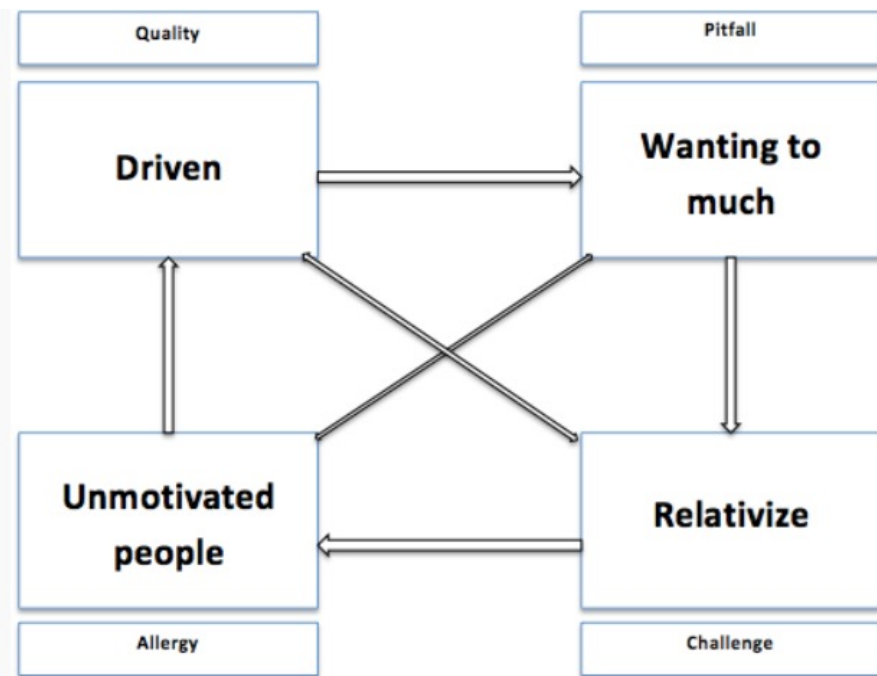 Quality
Pitfall
Driven
Wanting to
much
Unmotivated
people
Relativize
Allergy
Challenge